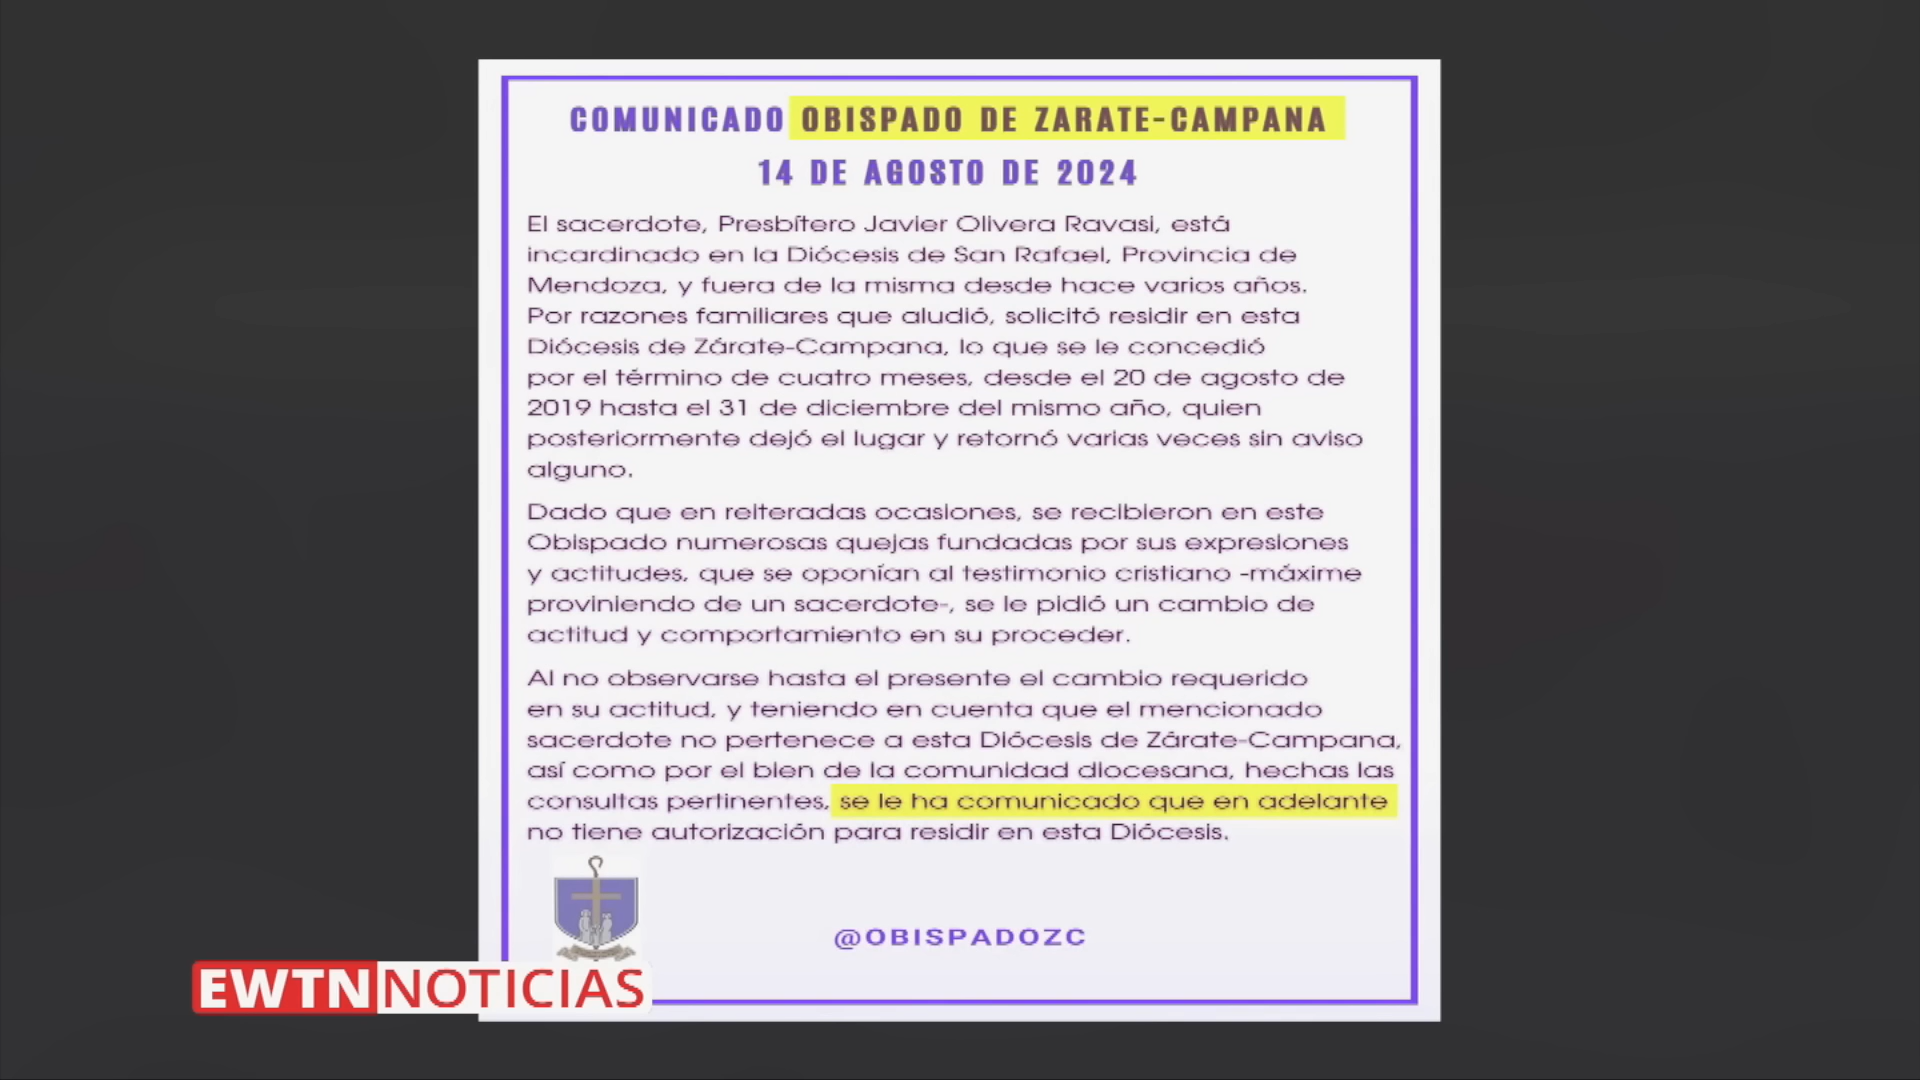 COMUNICADO OBISPADO DE ZARATE-CAMPANA
14 DE AGOSTO DE 2024
El sacerdote, Presbítero Javier Olivera Ravasi, está
incardinado en la Diócesis de San Rafael, Provincia de
Mendoza, y fuera de la misma desde hace varios años.
Por razones familiares que aludió, solicitó residir en esta
Diócesis de Zárate-Campana, lo que se le concedió
por el término de cuatro meses, desde el 20 de agosto de
2019 hasta el 31 de diciembre del mismo año, quien
posteriormente dejó el lugar y retornó varias veces sin aviso
alguno.
Dado que en reiteradas ocasiones, se recibieron en este
Obispado numerosas quejas fundadas por sus expresiones
y actitudes, que se oponían al testimonio cristiano -máxime
proviniendo de un sacerdote-, se le pidió un cambio de
actitud y comportamiento en su proceder.
Al no observarse hasta el presente el cambio requerido
en su actitud, y teniendo en cuenta que el mencionado
sacerdote no pertenece a esta Diócesis de Zárate-Campana,
así como por el bien de la comunidad diocesana, hechas las
consultas pertinentes, se le ha comunicado que en adelante
no tiene autorización para residir en esta Diócesis.
@OBISPADOZC
EWTN NOTICIAS